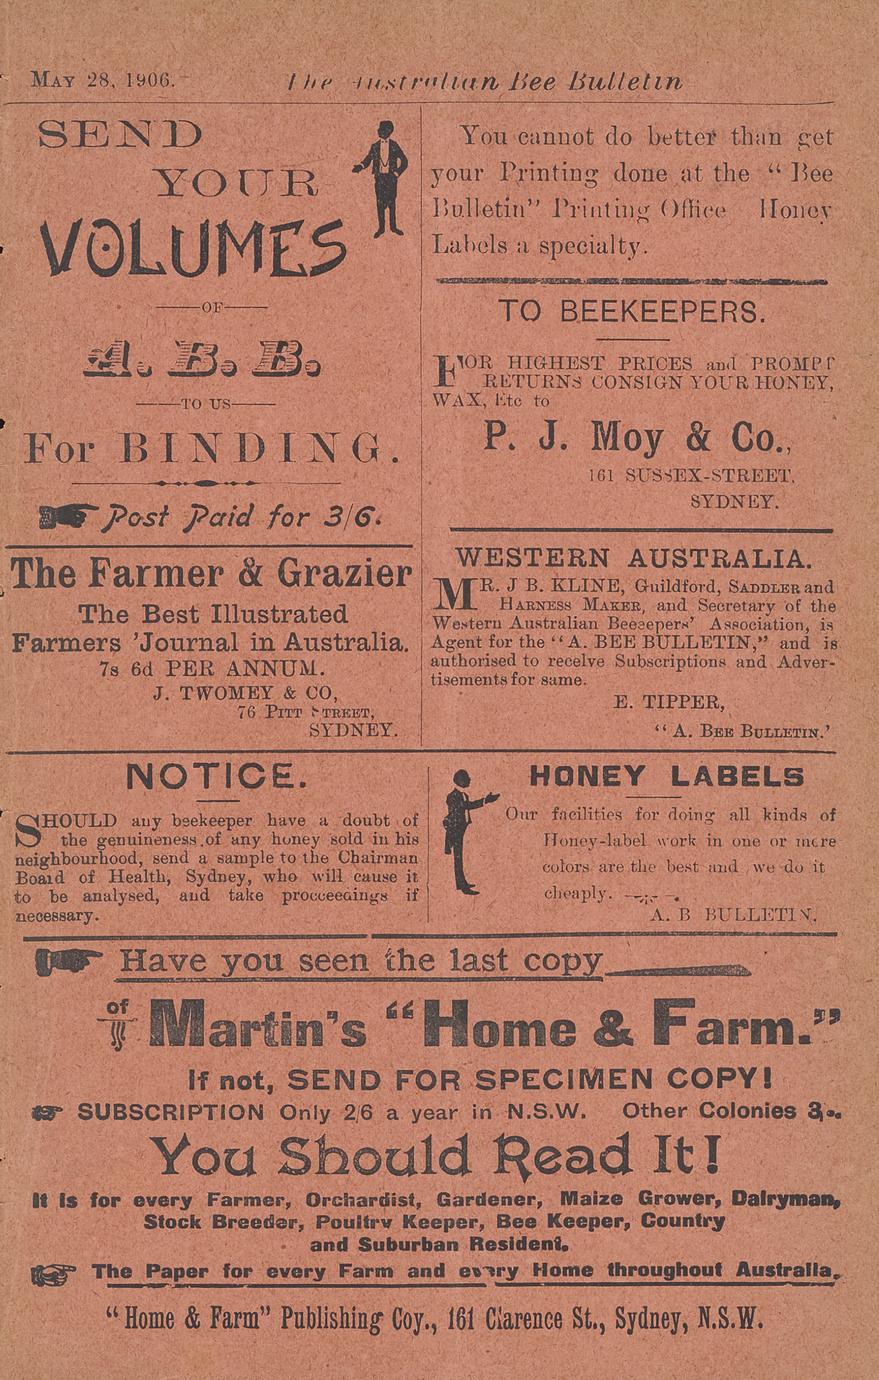 MAY 28, 1906.
The Australian Bee Bulletin
SEND
YOUR
VOLUMES
OF
A. B. B.
TO US
For BINDING.
Post Paid for 3/6.
The Farmer & Grazier
The Best Illustrated
Farmers 'Journal in Australia.
7s 6d PER ANNUM.
J. TWOMEY & CO,
76 PITT STREET,
SYDNEY.
You cannot do better than get
your Printing done at the “ Bee
Bulletin” Printing Office Honey
Labels a specialty.
TO BEEKEEPERS.
FOR HIGHEST PRICES and PROMPT
RETURNS CONSIGN YOUR HONEY,
WAX, Etc to
P. J. Moy & Co.,
161 SUSSEX-STREET,
SYDNEY.
WESTERN AUSTRALIA.
MR. J B. KLINE, Guildford, SADDLER and
HARNESS MAKER, and Secretary of the
Western Australian Beezepers’ Association, is
Agent for the “A. BEE BULLETIN,” and is
authorised to receive Subscriptions and Adver-
tisements for same.
E. TIPPER,
“ A. BEE BULLETIN.’
NOTICE.
SHOULD any beekeeper have a doubt of
the genuineness of any honey sold in his
neighbourhood, send a sample to the Chairman
Board of Health, Sydney, who will cause it
to be analysed, and take procceedings if
necessary.
HONEY LABELS
Our facilities for doing all kinds of
Honey-label work in one or more
colors are the best and we do it
cheaply.
A. B BULLETIN.
Have you seen the last copy
of Martin's “Home & Farm.”
If not, SEND FOR SPECIMEN COPY!
SUBSCRIPTION Only 2/6 a year in N.S.W. Other Colonies 3/-.
You Should Read It!
It is for every Farmer, Orchardist, Gardener, Maize Grower, Dairyman,
Stock Breeder, Poultry Keeper, Bee Keeper, Country
and Suburban Resident.
The Paper for every Farm and every Home throughout Australia.
“ Home & Farm” Publishing Coy., 161 Clarence St., Sydney, N.S.W.